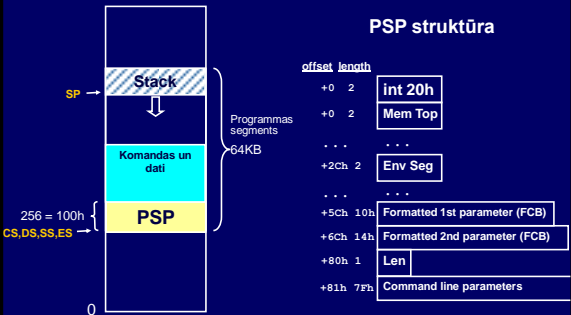 PSP struktūra
offset length
+0 2 int 20h
+0 2 Mem Top
. . . . . .
+2Ch 2 Env Seg
. . . . . .
+5Ch 10h Formatted 1st parameter (FCB)
+6Ch 14h Formatted 2nd parameter (FCB)
+80h 1 Len
+81h 7Fh Command line parameters
Stack
SP
Programmas
segments
64KB
Komandas un
dati
256 = 100h
PSP
CS,DS,SS,ES
0